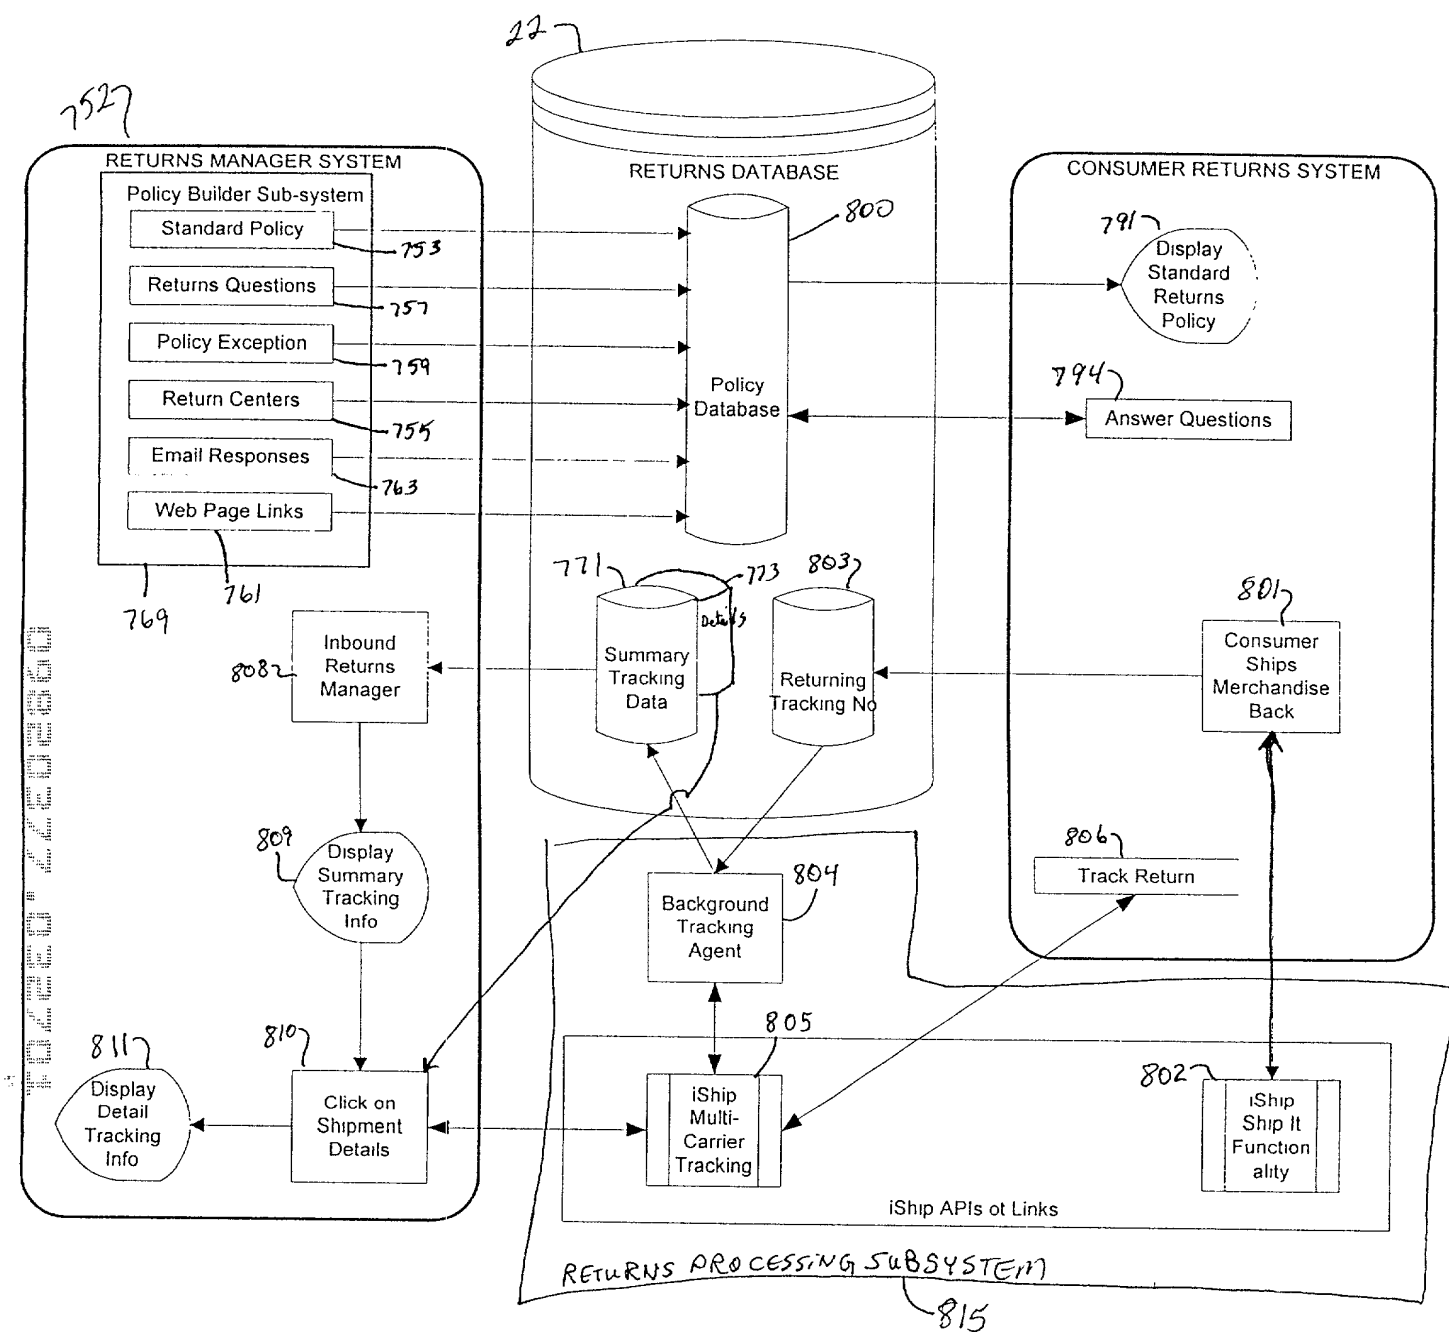 22
752
RETURNS MANAGER SYSTEM
Policy Builder Sub-system
Standard Policy
753
Returns Questions
757
Policy Exception
759
Return Centers
755
Email Responses
763
Web Page Links
761
769
RETURNS DATABASE
800
Policy
Database
CONSUMER RETURNS SYSTEM
791
Display
Standard
Returns
Policy
794
Answer Questions
771
773
Details
Summary
Tracking
Data
803
Returning
Tracking No
801
Consumer
Ships
Merchandise
Back
808
Inbound
Returns
Manager
809
Display
Summary
Tracking
Info
804
Background
Tracking
Agent
806
Track Return
811
Display
Detail
Tracking
Info
810
Click on
Shipment
Details
805
iShip
Multi-
Carrier
Tracking
802
iShip
Ship It
Function
ality
iShip APIs ot Links
RETURNS PROCESSING SUBSYSTEM
815